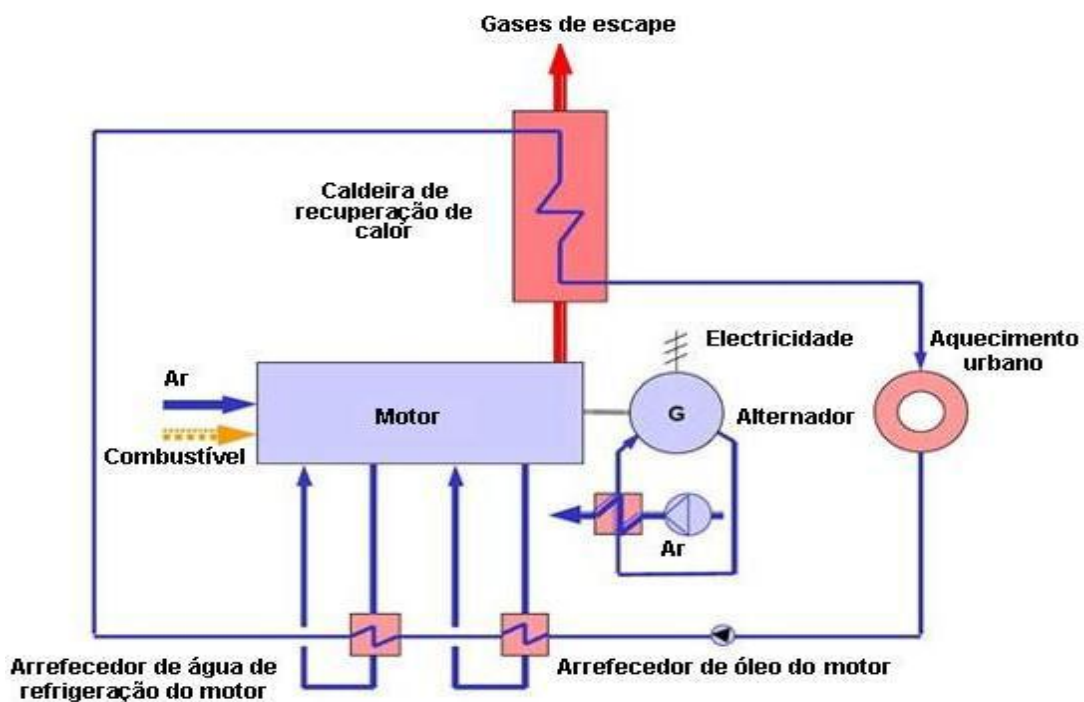 Gases de escape
Caldeira de
recuperação de
calor
Electricidade
Aquecimento
urbano
Ar
Motor
G
Alternador
Combustível
Ar
Arrefecedor de água de
refrigeração do motor
Arrefecedor de óleo do motor